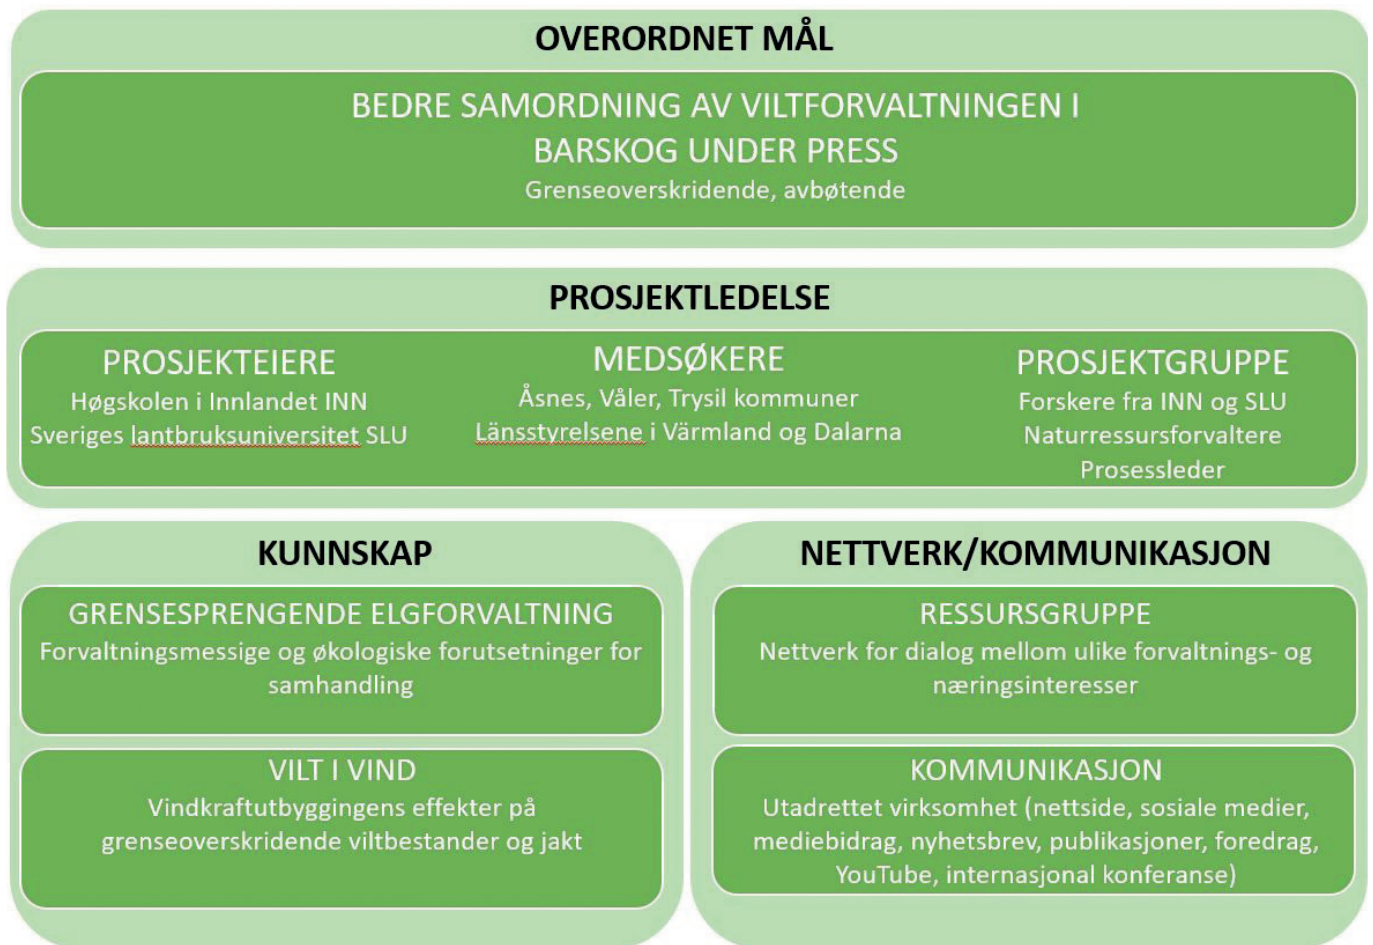 OVERORDNET MÅL
BEDRE SAMORDNING AV VILTFORVALTNINGEN I
BARSKOG UNDER PRESS
Grenseoverskridende, avbøtende
PROSJEKTLEDELSE
PROSJEKTEIERE
Høgskolen i Innlandet INN
Sveriges lantbruksuniversitet SLU
MEDSØKERE
Åsnes, Våler, Trysil kommuner
Länsstyrelsene i Värmland og Dalarna
PROSJEKTGRUPPE
Forskere fra INN og SLU
Naturressursforvaltere
Prosessleder
KUNNSKAP
GRENSESPRENGENDE ELGFORVALTNING
Forvaltningsmessige og økologiske forutsetninger for
samhandling
VILT I VIND
Vindkraftutbyggingens effekter på
grenseoverskridende viltbestander og jakt
NETTVERK/KOMMUNIKASJON
RESSURSGRUPPE
Nettverk for dialog mellom ulike forvaltnings- og
næringsinteresser
KOMMUNIKASJON
Utadrettet virksomhet (nettside, sosiale medier,
mediebidrag, nyhetsbrev, publikasjoner, foredrag,
YouTube, internasjonal konferanse)